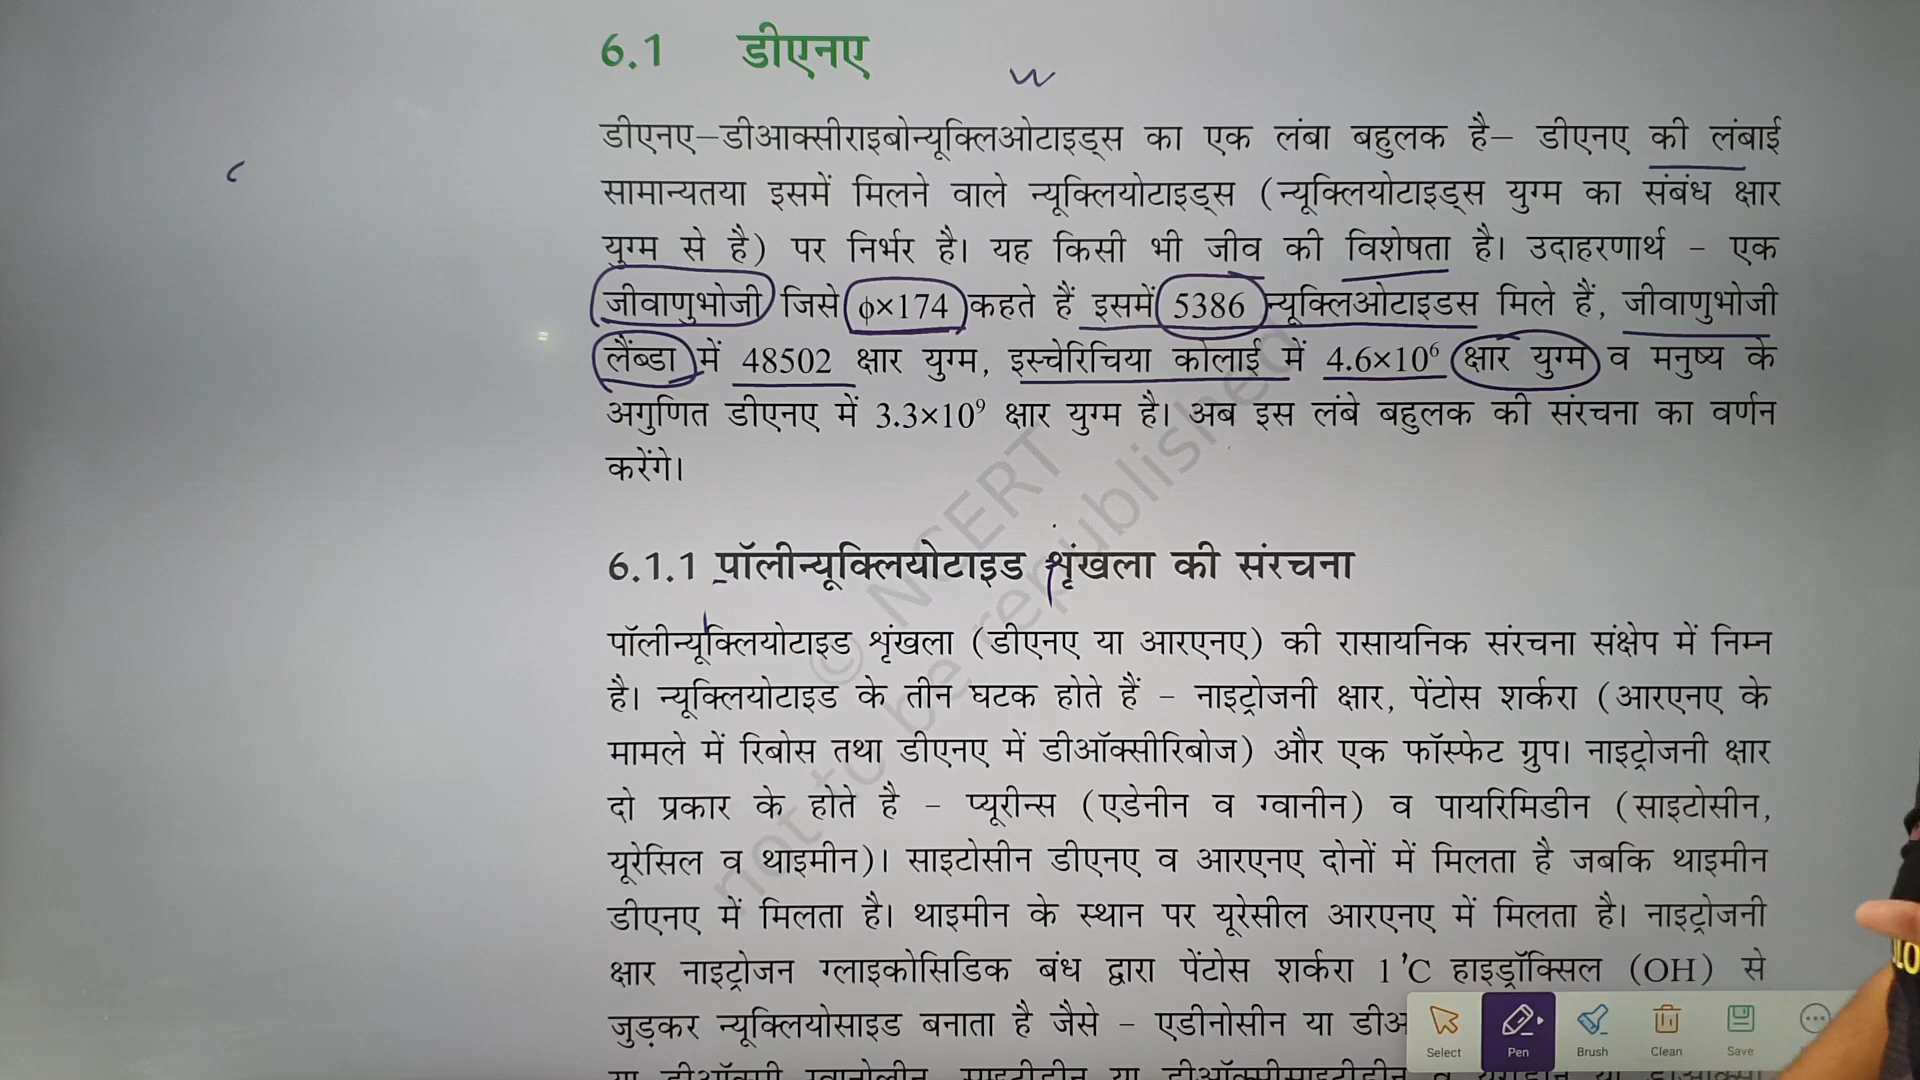 6.1 डीएनए
डीएनए–डीआक्सीराइबोन्यूक्लिओटाइड्स का एक लंबा बहुलक है– डीएनए की लंबाई
सामान्यतया इसमें मिलने वाले न्यूक्लियोटाइड्स (न्यूक्लियोटाइड्स युग्म का संबंध क्षार
युग्म से है) पर निर्भर है। यह किसी भी जीव की विशेषता है। उदाहरणार्थ - एक
जीवाणुभोजी जिसे ϕ×174 कहते हैं इसमें 5386 न्यूक्लिओटाइडस मिले हैं, जीवाणुभोजी
लैंब्डा में 48502 क्षार युग्म, इस्चेरिचिया कोलाई में 4.6×10⁶ क्षार युग्म व मनुष्य के
अगुणित डीएनए में 3.3×10⁹ क्षार युग्म है। अब इस लंबे बहुलक की संरचना का वर्णन
करेंगे।
6.1.1 पॉलीन्यूक्लियोटाइड शृंखला की संरचना
पॉलीन्यूक्लियोटाइड शृंखला (डीएनए या आरएनए) की रासायनिक संरचना संक्षेप में निम्न
है। न्यूक्लियोटाइड के तीन घटक होते हैं - नाइट्रोजनी क्षार, पेंटोस शर्करा (आरएनए के
मामले में रिबोस तथा डीएनए में डीऑक्सीरिबोज) और एक फॉस्फेट ग्रुप। नाइट्रोजनी क्षार
दो प्रकार के होते है - प्यूरीन्स (एडेनीन व ग्वानीन) व पायरिमिडीन (साइटोसीन,
यूरेसिल व थाइमीन)। साइटोसीन डीएनए व आरएनए दोनों में मिलता है जबकि थाइमीन
डीएनए में मिलता है। थाइमीन के स्थान पर यूरेसील आरएनए में मिलता है। नाइट्रोजनी
क्षार नाइट्रोजन ग्लाइकोसिडिक बंध द्वारा पेंटोस शर्करा 1'C हाइड्रॉक्सिल (OH) से
जुड़कर न्यूक्लियोसाइड बनाता है जैसे - एडीनोसीन या
© NCERT
not to be republished
Select Pen Brush Clean Save